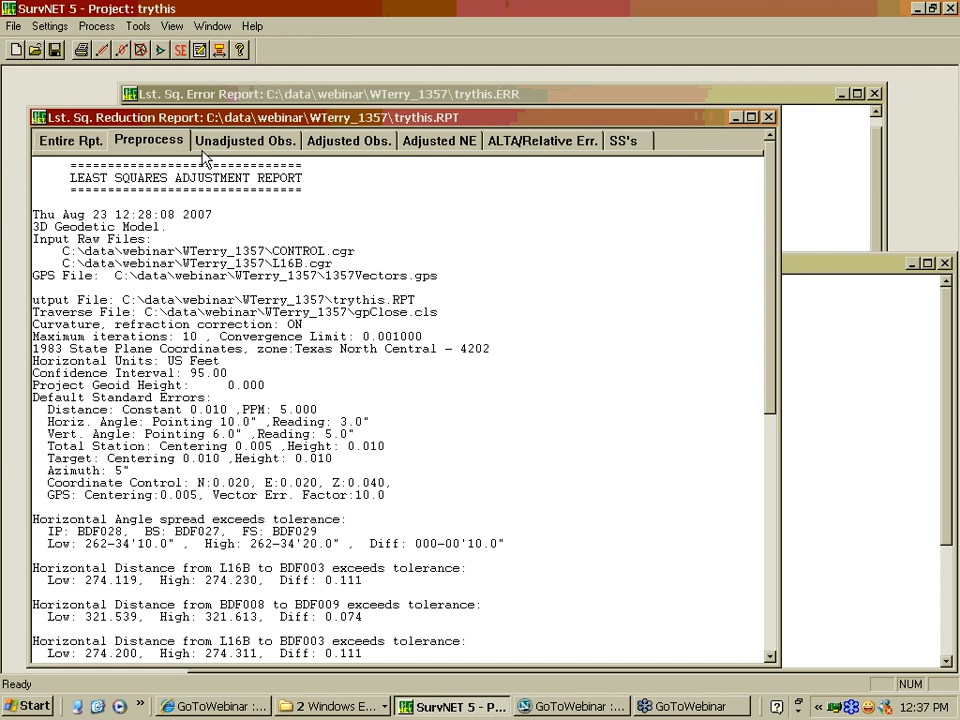 SurvNET 5 - Project: trythis
File Settings Process Tools View Window Help
SE
Lst. Sq. Error Report: C:\data\webinar\WTerry_1357\trythis.ERR
Lst. Sq. Reduction Report: C:\data\webinar\WTerry_1357\trythis.RPT
Entire Rpt. Preprocess Unadjusted Obs. Adjusted Obs. Adjusted NE ALTA/Relative Err. SS's
==============================
LEAST SQUARES ADJUSTMENT REPORT
==============================
Thu Aug 23 12:28:08 2007
3D Geodetic Model.
Input Raw Files:
C:\data\webinar\WTerry_1357\CONTROL.cgr
C:\data\webinar\WTerry_1357\L16B.cgr
GPS File: C:\data\webinar\WTerry_1357\1357Vectors.gps
utput File: C:\data\webinar\WTerry_1357\trythis.RPT
Traverse File: C:\data\webinar\WTerry_1357\gpClose.cls
Curvature, refraction correction: ON
Maximum iterations: 10 , Convergence Limit: 0.001000
1983 State Plane Coordinates, zone:Texas North Central - 4202
Horizontal Units: US Feet
Confidence Interval: 95.00
Project Geoid Height: 0.000
Default Standard Errors:
Distance: Constant 0.010 ,PPM: 5.000
Horiz. Angle: Pointing 10.0" ,Reading: 3.0"
Vert. Angle: Pointing 6.0" ,Reading: 5.0"
Total Station: Centering 0.005 ,Height: 0.010
Target: Centering 0.010 ,Height: 0.010
Azimuth: 5"
Coordinate Control: N:0.020, E:0.020, Z:0.040,
GPS: Centering:0.005, Vector Err. Factor:10.0
Horizontal Angle spread exceeds tolerance:
IP: BDF028, BS: BDF027, FS: BDF029
Low: 262-34'10.0" , High: 262-34'20.0" , Diff: 000-00'10.0"
Horizontal Distance from L16B to BDF003 exceeds tolerance:
Low: 274.119, High: 274.230, Diff: 0.111
Horizontal Distance from BDF008 to BDF009 exceeds tolerance:
Low: 321.539, High: 321.613, Diff: 0.074
Horizontal Distance from L16B to BDF003 exceeds tolerance:
Low: 274.200, High: 274.311, Diff: 0.111
Ready NUM
Start » GoToWebinar :... 2 Windows E... SurvNET 5 - P... GoToWebinar :... GoToWebinar « 12:37 PM